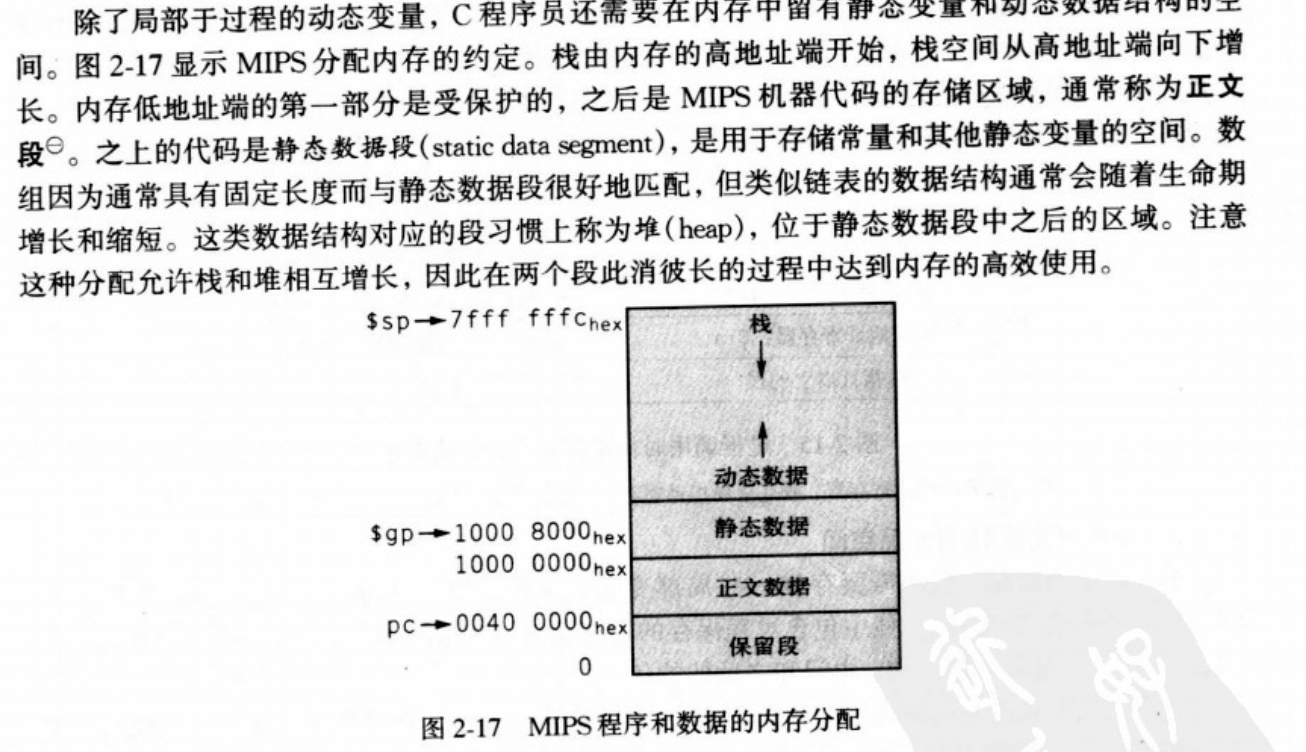 除了局部于过程的动态变量，C 程序员还需要在内存中留有静态变量和动态数据结构的空
间。图 2-17 显示 MIPS 分配内存的约定。栈由内存的高地址端开始，栈空间从高地址端向下增
长。内存低地址端的第一部分是受保护的，之后是 MIPS 机器代码的存储区域，通常称为正文
段㊀。之上的代码是静态数据段(static data segment)，是用于存储常量和其他静态变量的空间。数
组因为通常具有固定长度而与静态数据段很好地匹配，但类似链表的数据结构通常会随着生命期
增长和缩短。这类数据结构对应的段习惯上称为堆(heap)，位于静态数据段中之后的区域。注意
这种分配允许栈和堆相互增长，因此在两个段此消彼长的过程中达到内存的高效使用。
$sp→7fff fffchex
栈
动态数据
$gp→1000 8000hex
静态数据
1000 0000hex
正文数据
pc→0040 0000hex
保留段
0
图 2-17 MIPS 程序和数据的内存分配